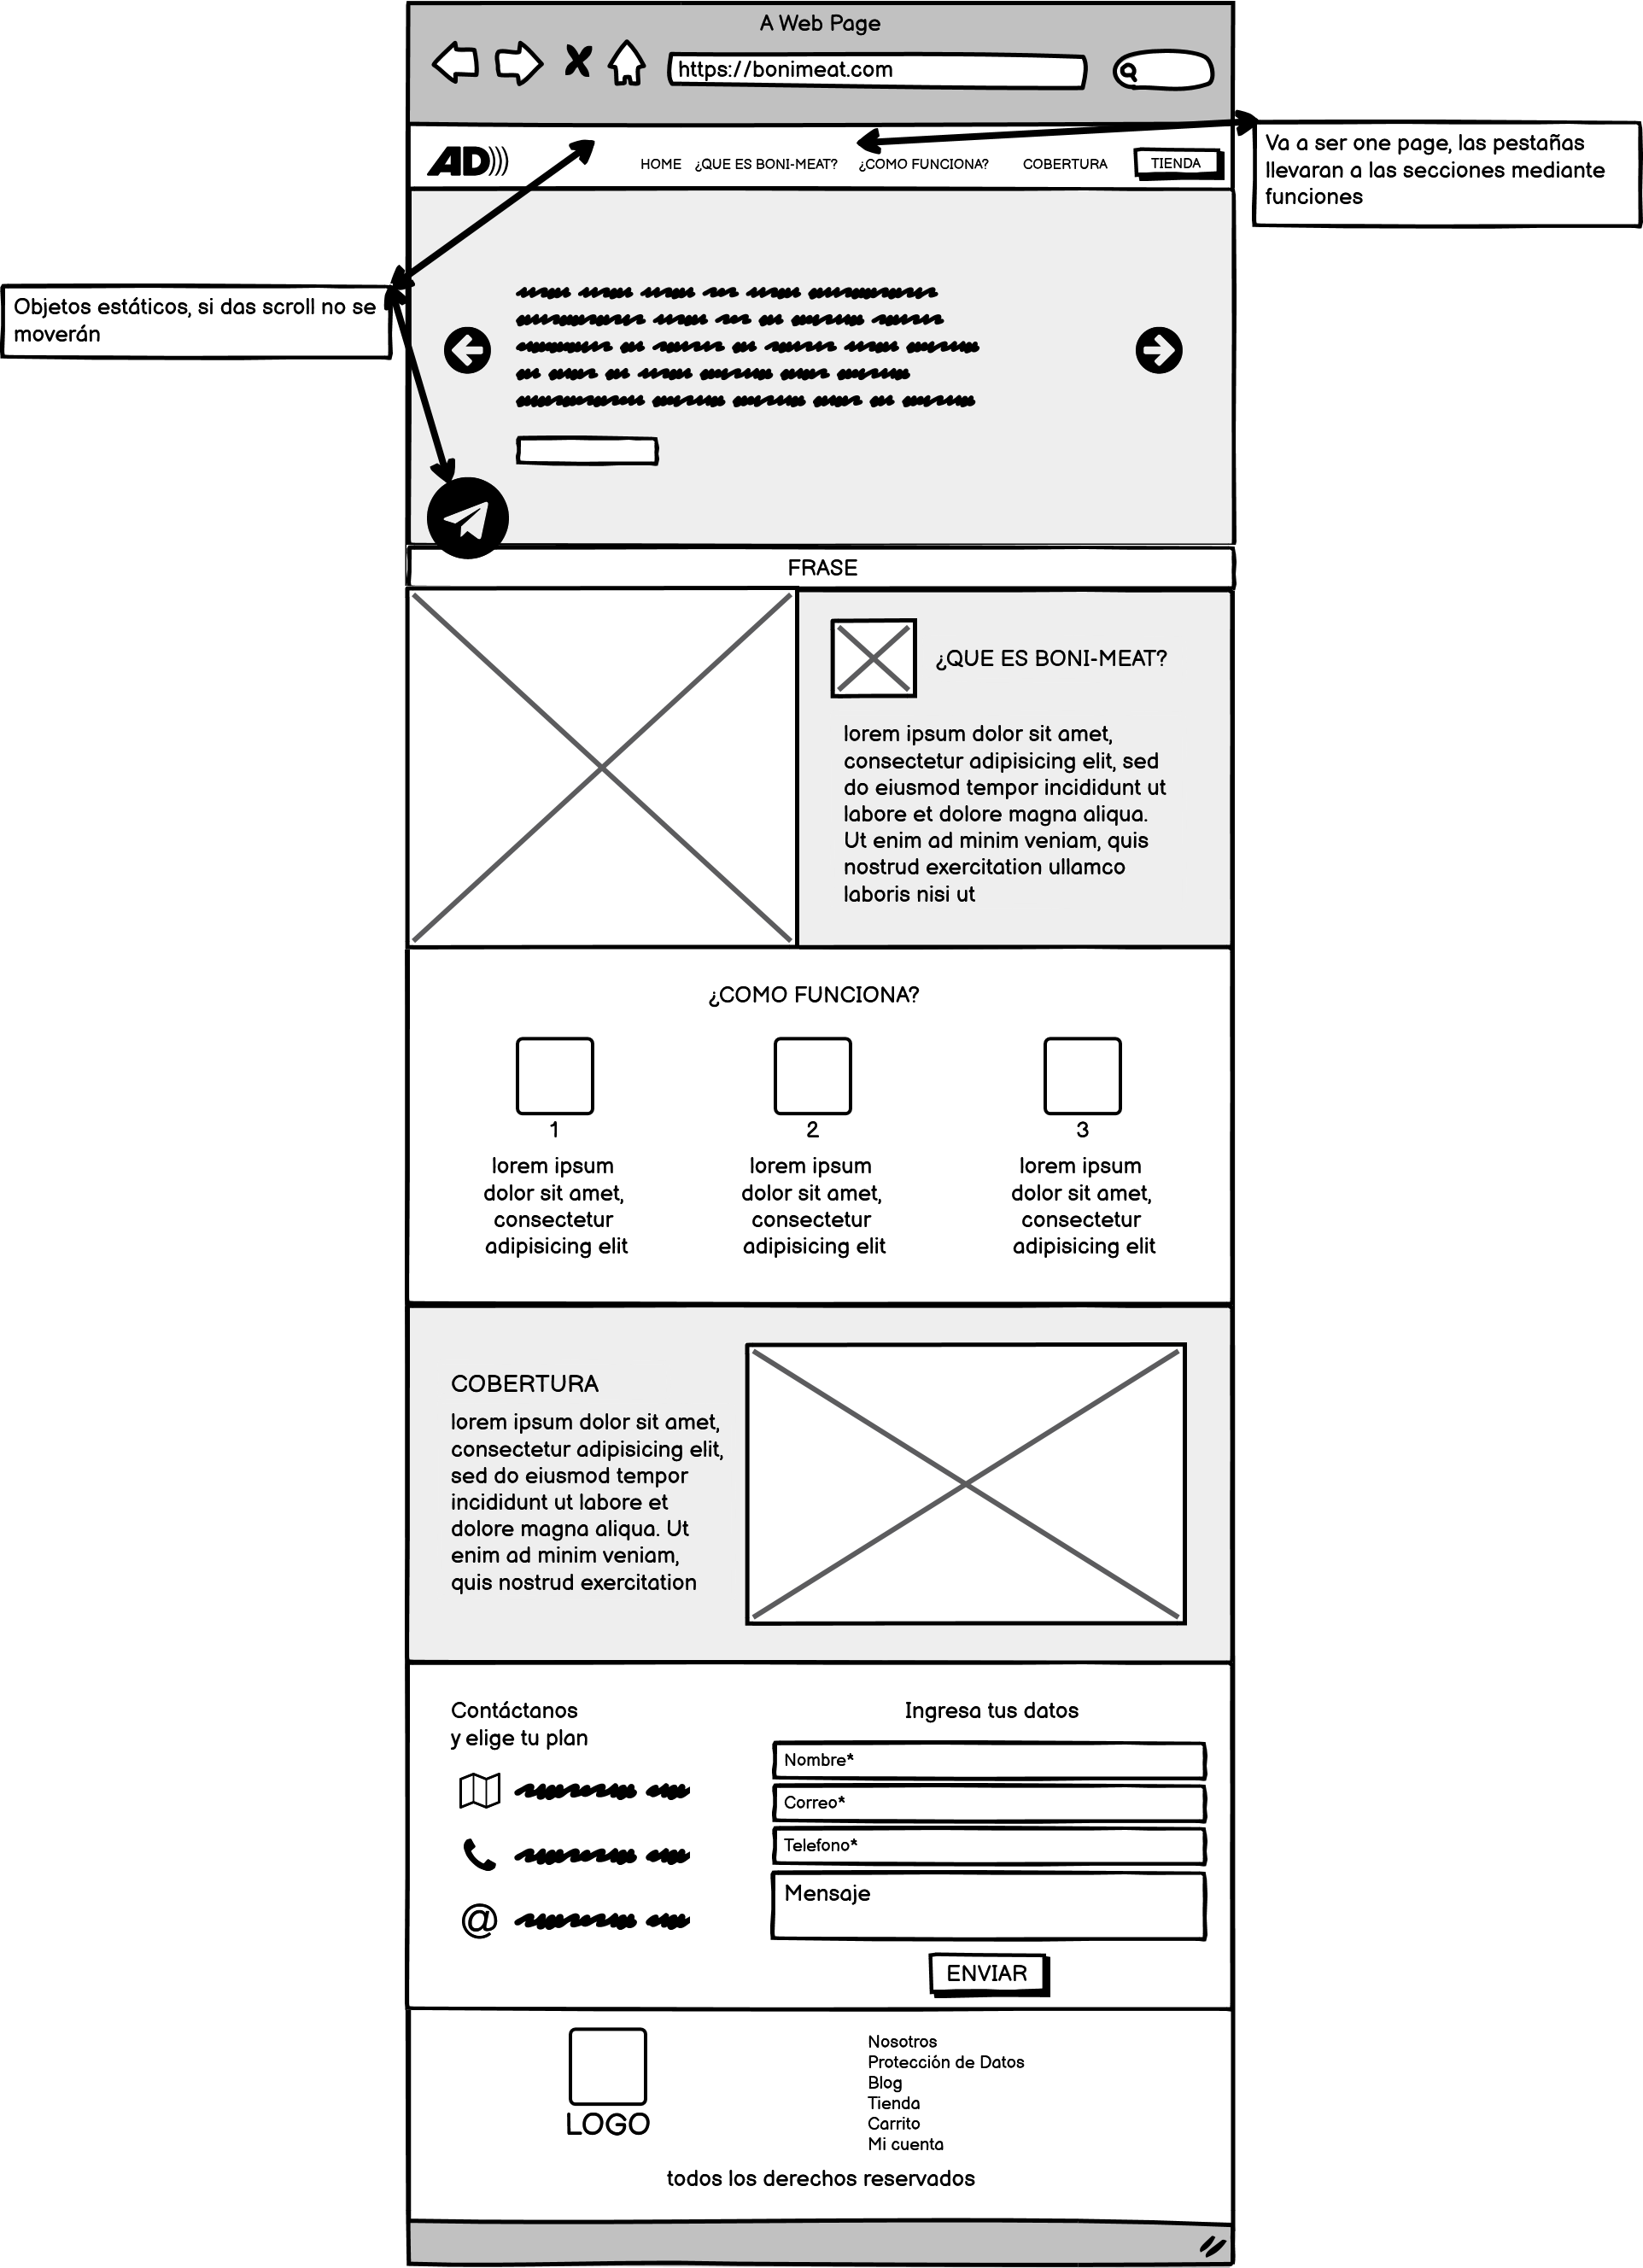 A Web Page
https://bonimeat.com
Va a ser one page, las pestañas
llevaran a las secciones mediante
funciones
AD
HOME ¿QUE ES BONI-MEAT? ¿COMO FUNCIONA? COBERTURA TIENDA
Objetos estáticos, si das scroll no se
moverán
FRASE
¿QUE ES BONI-MEAT?
lorem ipsum dolor sit amet,
consectetur adipisicing elit, sed
do eiusmod tempor incididunt ut
labore et dolore magna aliqua.
Ut enim ad minim veniam, quis
nostrud exercitation ullamco
laboris nisi ut
¿COMO FUNCIONA?
1
lorem ipsum
dolor sit amet,
consectetur
adipisicing elit
2
lorem ipsum
dolor sit amet,
consectetur
adipisicing elit
3
lorem ipsum
dolor sit amet,
consectetur
adipisicing elit
COBERTURA
lorem ipsum dolor sit amet,
consectetur adipisicing elit,
sed do eiusmod tempor
incididunt ut labore et
dolore magna aliqua. Ut
enim ad minim veniam,
quis nostrud exercitation
Contáctanos
y elige tu plan
@
Ingresa tus datos
Nombre*
Correo*
Telefono*
Mensaje
ENVIAR
LOGO
Nosotros
Protección de Datos
Blog
Tienda
Carrito
Mi cuenta
todos los derechos reservados